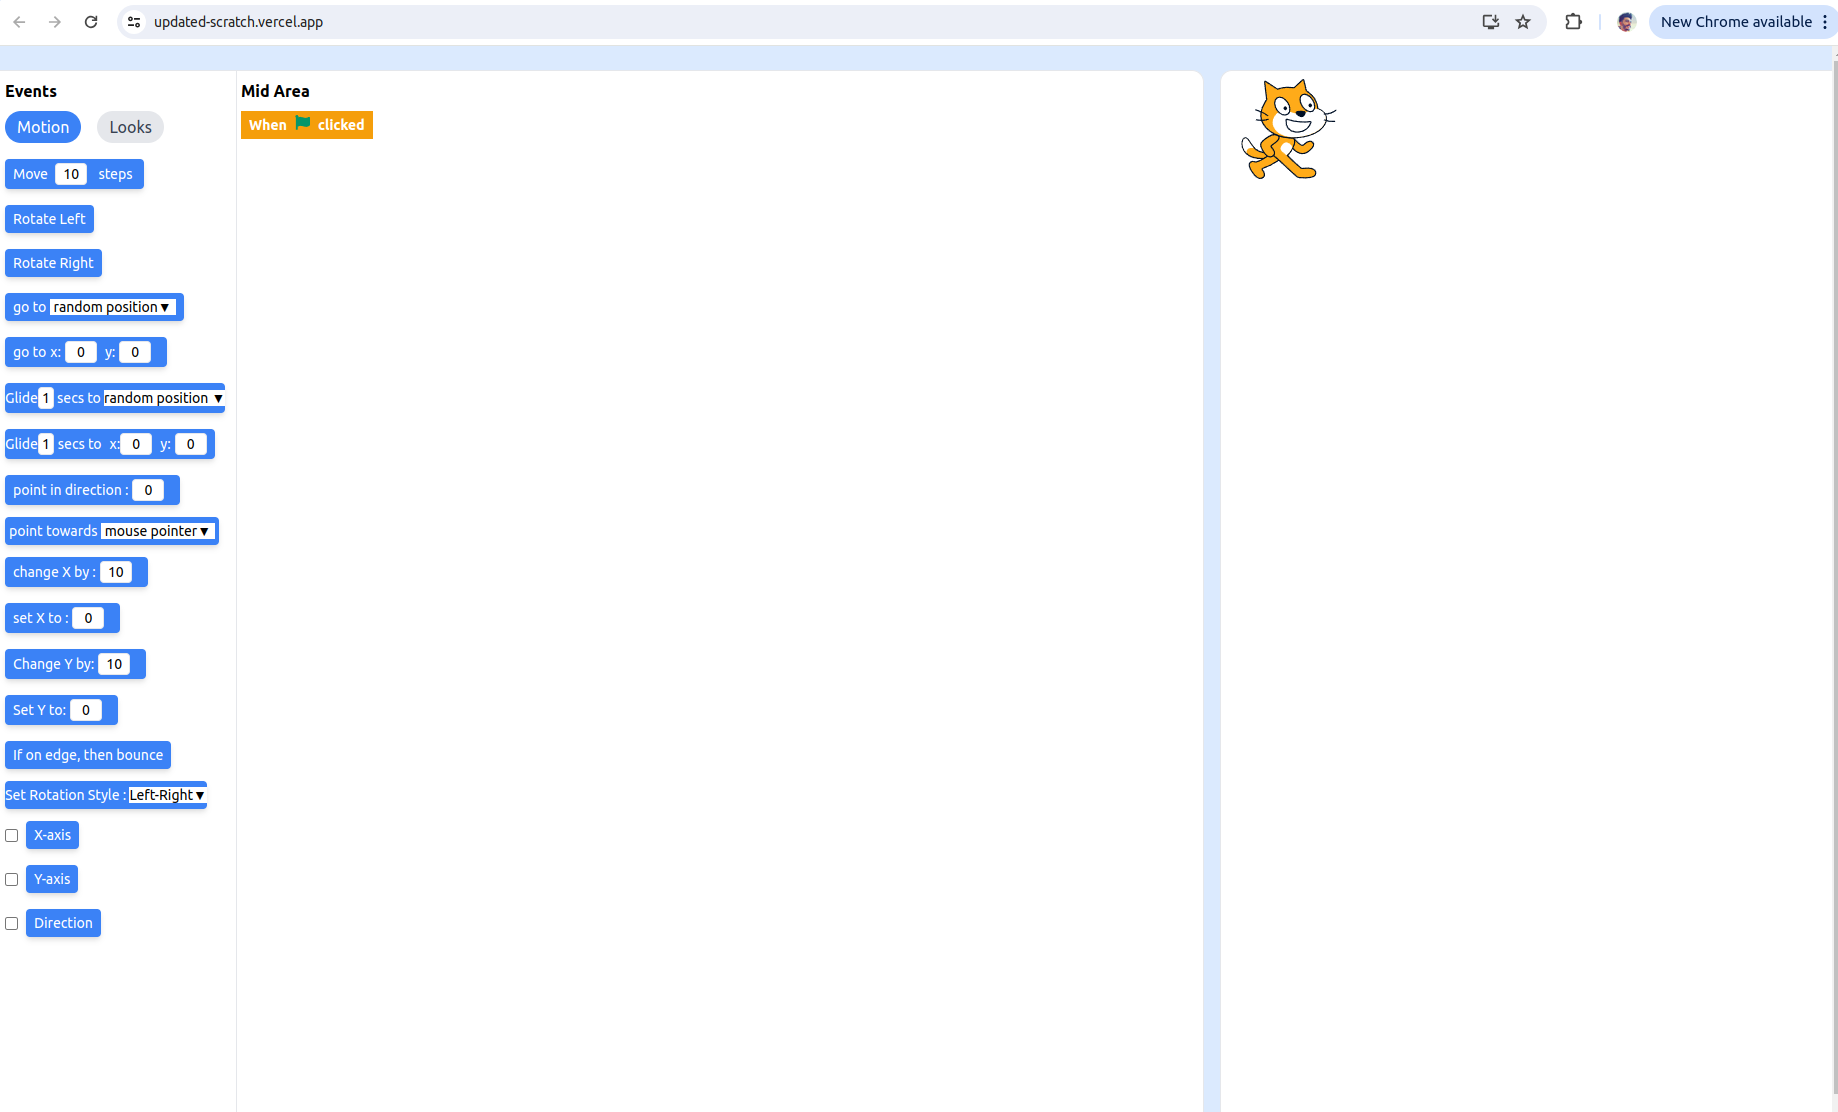 updated-scratch.vercel.app
New Chrome available
Events
Motion Looks
Move 10 steps
Rotate Left
Rotate Right
go to random position ▼
go to x: 0 y: 0
Glide 1 secs to random position ▼
Glide 1 secs to x: 0 y: 0
point in direction : 0
point towards mouse pointer ▼
change X by : 10
set X to : 0
Change Y by: 10
Set Y to: 0
If on edge, then bounce
Set Rotation Style : Left-Right ▼
X-axis
Y-axis
Direction
Mid Area
When clicked